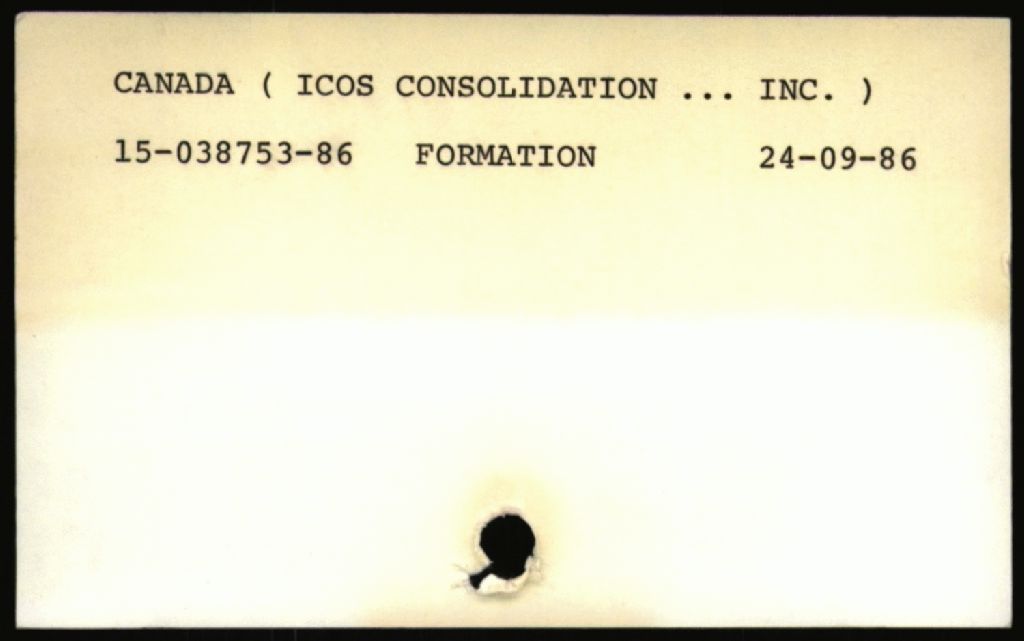 CANADA ( ICOS CONSOLIDATION ... INC. )
15-038753-86 FORMATION 24-09-86